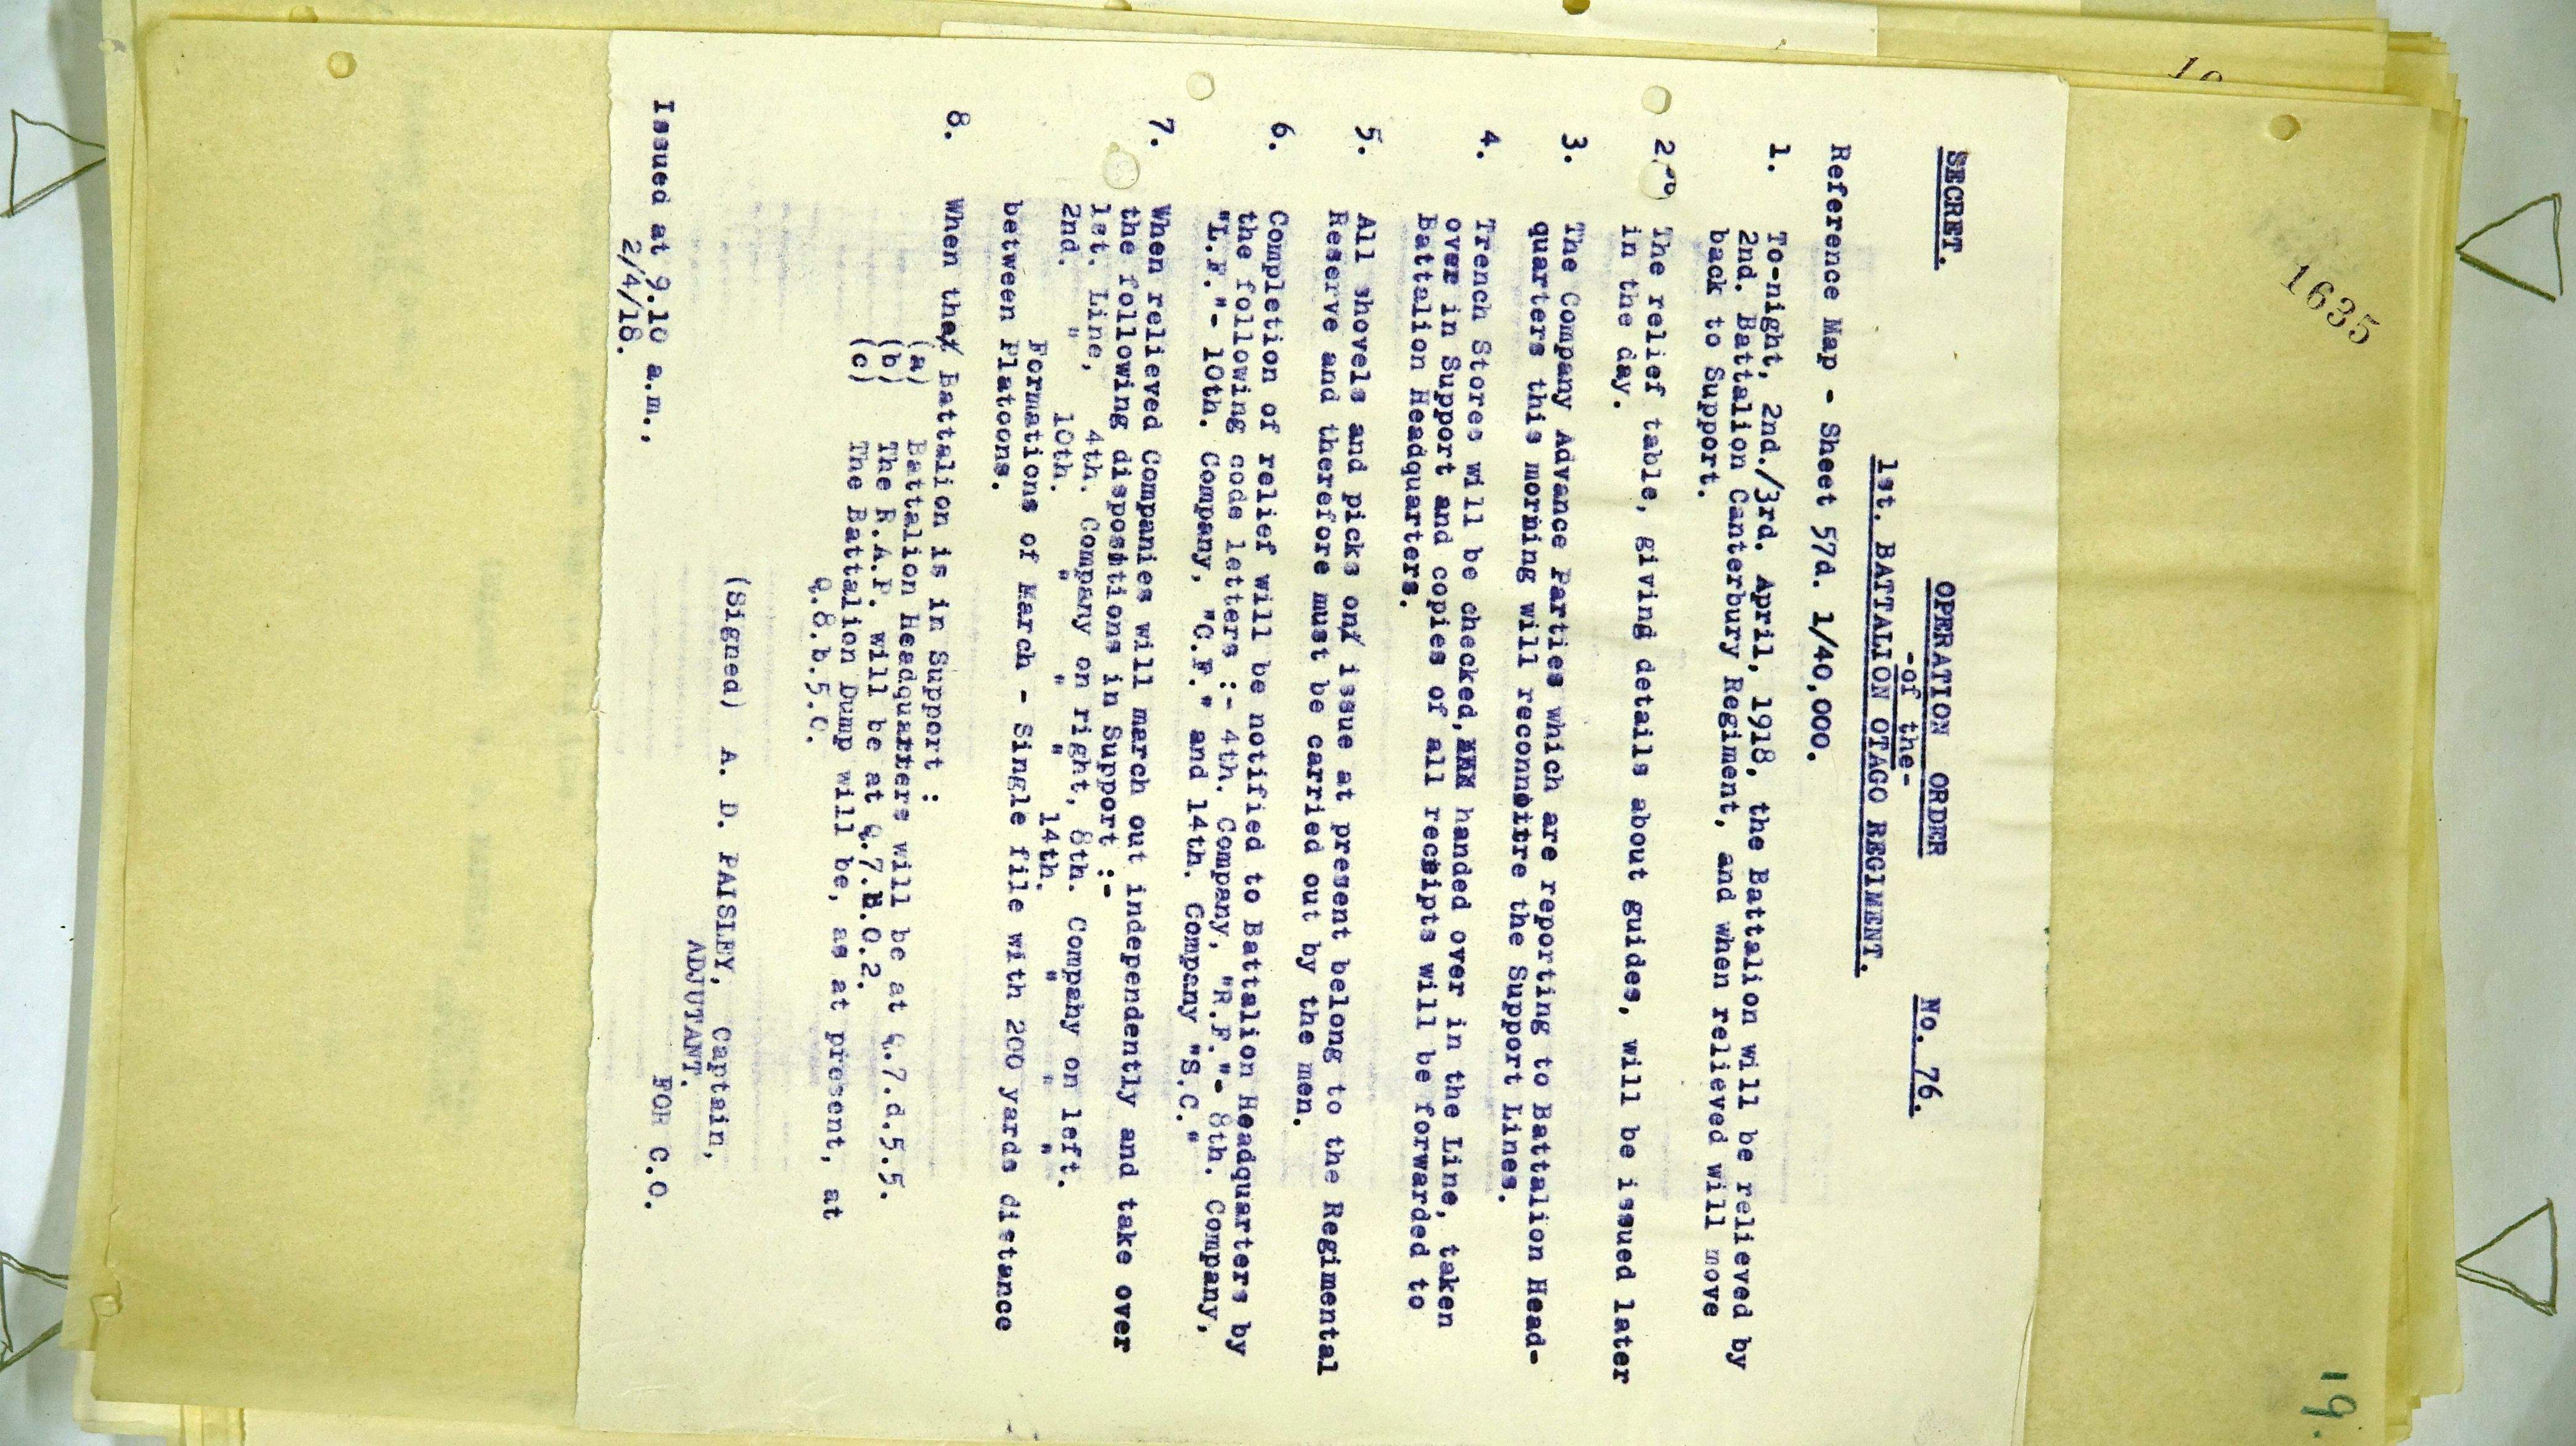 1635
SECRET.
OPERATION ORDER No. 76.
-of the-
1st. BATTALION OTAGO REGIMENT.
Reference Map - Sheet 57d. 1/40,000.
1. To-night, 2nd./3rd. April, 1918, the Battalion will be relieved by
2nd. Battalion Canterbury Regiment, and when relieved will move
back to Support.
2. The relief table, giving details about guides, will be issued later
in the day.
3. The Company Advance Parties which are reporting to Battalion Head-
quarters this morning will reconnoitre the Support Lines.
4. Trench Stores will be checked, handed over in the Line, taken
over in Support and copies of all receipts will be forwarded to
Battalion Headquarters.
5. All shovels and picks on issue at present belong to the Regimental
Reserve and therefore must be carried out by the men.
6. Completion of relief will be notified to Battalion Headquarters by
the following code letters :- 4th. Company, "R.F."- 8th. Company,
"L.F."- 10th. Company, "C.F." and 14th. Company "S.C."
7. When relieved Companies will march out independently and take over
the following dispositions in Support :-
1st. Line, 4th. Company on right, 8th. Company on left.
2nd. " 10th. " " " 14th. " " "
Formations of March - Single file with 200 yards distance
between Platoons.
8. When the Battalion is in Support :
(a) Battalion Headquarters will be at Q.7.d.5.5.
(b) The R.A.P. will be at Q.7.B.0.2.
(c) The Battalion Dump will be, as at present, at
Q.8.b.5.0.
(Signed) A. D. PAISLEY, Captain,
ADJUTANT.
FOR C.O.
Issued at 9.10 a.m.,
2/4/18.